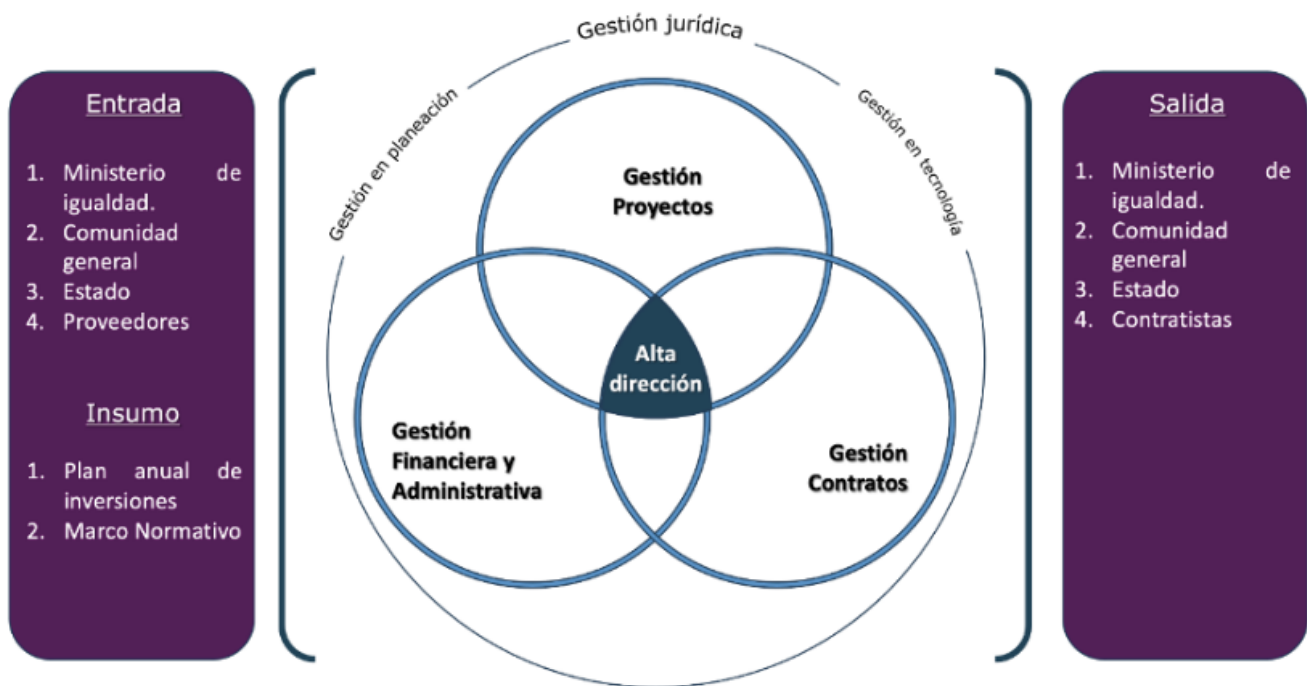 Gestión jurídica
Gestión en planeación
Gestión en tecnología
Entrada
1. Ministerio de
igualdad.
2. Comunidad
general
3. Estado
4. Proveedores
Insumo
1. Plan anual de
inversiones
2. Marco Normativo
Gestión
Proyectos
Alta
dirección
Gestión
Financiera y
Administrativa
Gestión
Contratos
Salida
1. Ministerio de
igualdad.
2. Comunidad
general
3. Estado
4. Contratistas